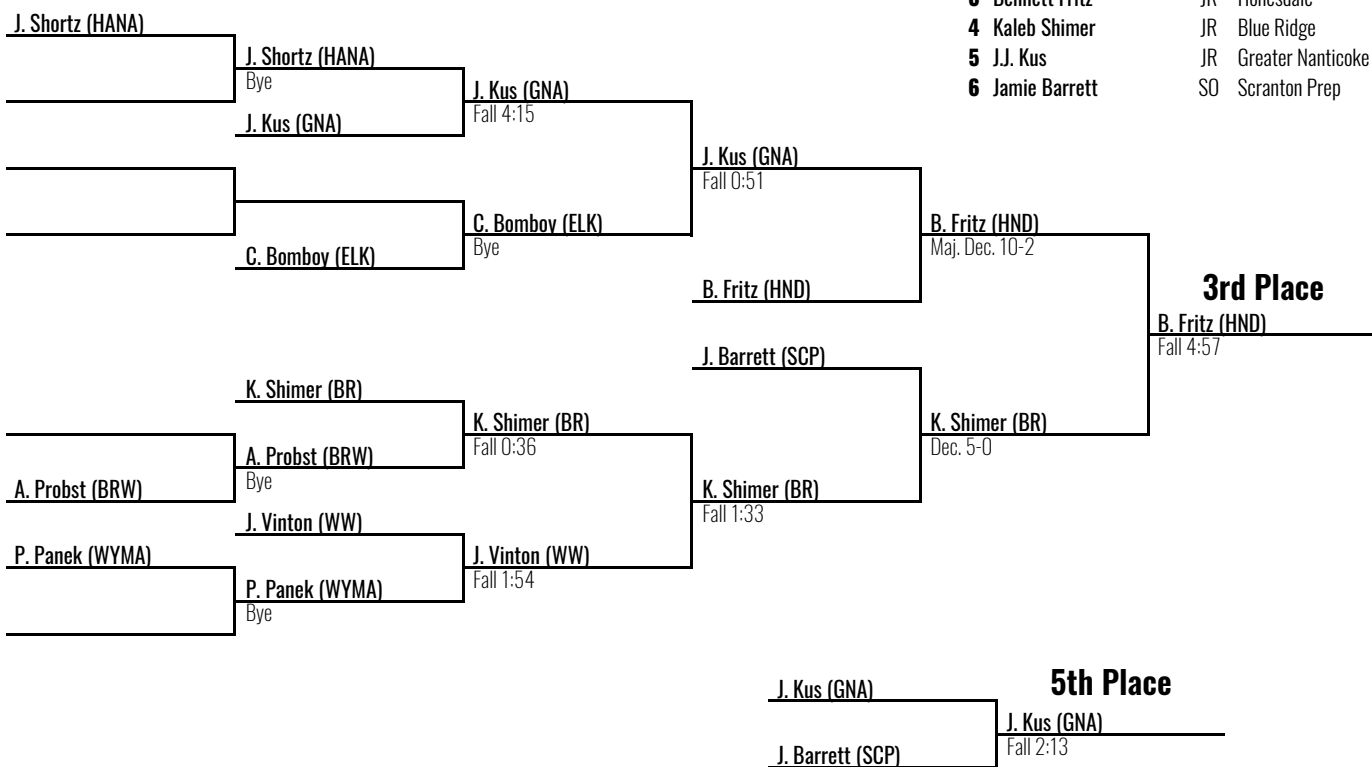 3 Bennett Fritz JR Honesdale
J. Shortz (HANA)
4 Kaleb Shimer JR Blue Ridge
J. Shortz (HANA)
5 J.J. Kus JR Greater Nanticoke
Bye
J. Kus (GNA)
6 Jamie Barrett SO Scranton Prep
Fall 4:15
J. Kus (GNA)
J. Kus (GNA)
Fall 0:51
C. Bomboy (ELK)
B. Fritz (HND)
Bye
Maj. Dec. 10-2
C. Bomboy (ELK)
B. Fritz (HND)
3rd Place
B. Fritz (HND)
Fall 4:57
J. Barrett (SCP)
K. Shimer (BR)
K. Shimer (BR)
K. Shimer (BR)
Fall 0:36
Dec. 5-0
A. Probst (BRW)
Bye
A. Probst (BRW)
K. Shimer (BR)
Fall 1:33
J. Vinton (WW)
P. Panek (WYMA)
J. Vinton (WW)
Fall 1:54
P. Panek (WYMA)
Bye
5th Place
J. Kus (GNA)
J. Kus (GNA)
Fall 2:13
J. Barrett (SCP)